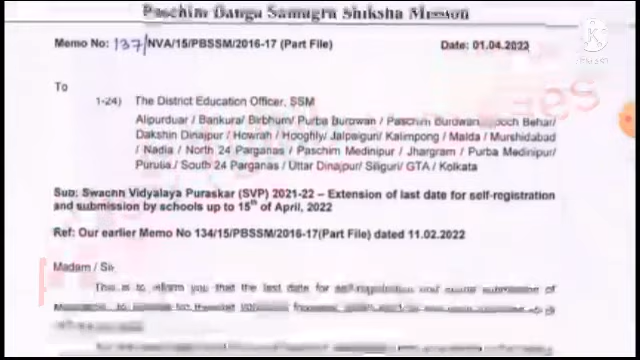 Paschim Banga Samagra Shiksha Mission
Memo No: 137/NVA/15/PBSSM/2016-17 (Part File) Date: 01.04.2022
To
1-24) The District Education Officer, SSM
Alipurduar / Bankura/ Birbhum/ Purba Burdwan / Paschim Burdwan/ Cooch Behar/
Dakshin Dinajpur / Howrah / Hooghly/ Jalpaiguri/ Kalimpong / Malda / Murshidabad
/ Nadia / North 24 Parganas / Paschim Medinipur / Jhargram / Purba Medinipur/
Purulia / South 24 Parganas / Uttar Dinajpur/ Siliguri/ GTA / Kolkata
Sub: Swachh Vidyalaya Puraskar (SVP) 2021-22 – Extension of last date for self-registration
and submission by schools up to 15th of April, 2022
Ref: Our earlier Memo No 134/15/PBSSM/2016-17(Part File) dated 11.02.2022
Madam / Sir
This is to inform you that the last date for self-registration and submission of